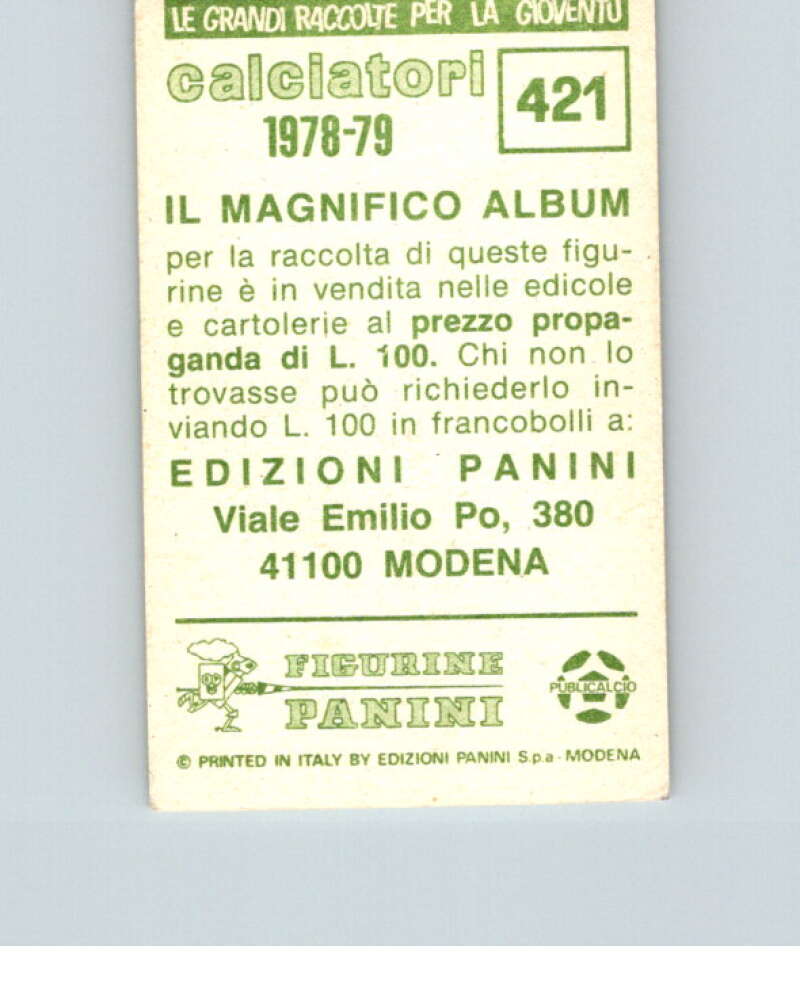 LE GRANDI RACCOLTE PER LA GIOVENTU
calciatori
421
1978-79
IL MAGNIFICO ALBUM
per la raccolta di queste figu-
rine è in vendita nelle edicole
e cartolerie al prezzo propa-
ganda di L. 100. Chi non lo
trovasse può richiederlo in-
viando L. 100 in francobolli a:
EDIZIONI PANINI
Viale Emilio Po, 380
41100 MODENA
FIGURINE
PANINI
PUBLICALCIO
© PRINTED IN ITALY BY EDIZIONI PANINI S.p.a - MODENA